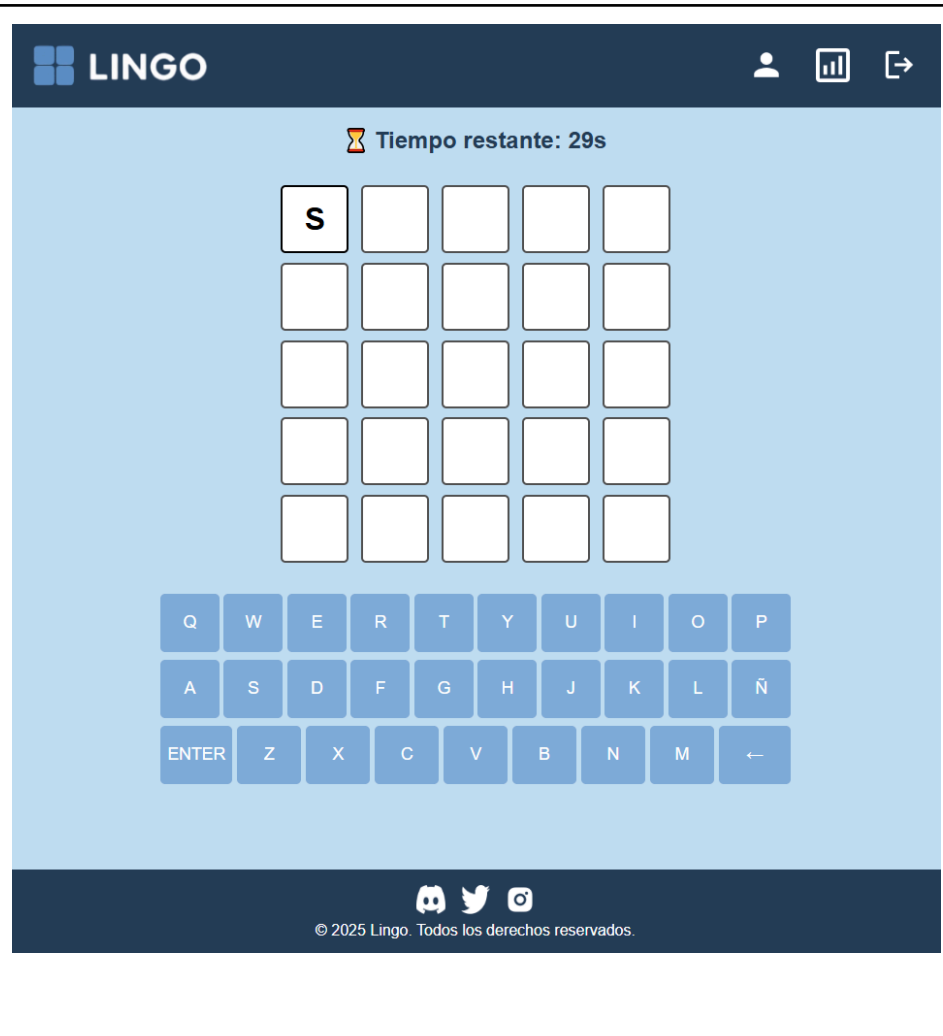 LINGO
Tiempo restante: 29s
S
Q W E R T Y U I O P
A S D F G H J K L Ñ
ENTER Z X C V B N M ←
© 2025 Lingo. Todos los derechos reservados.